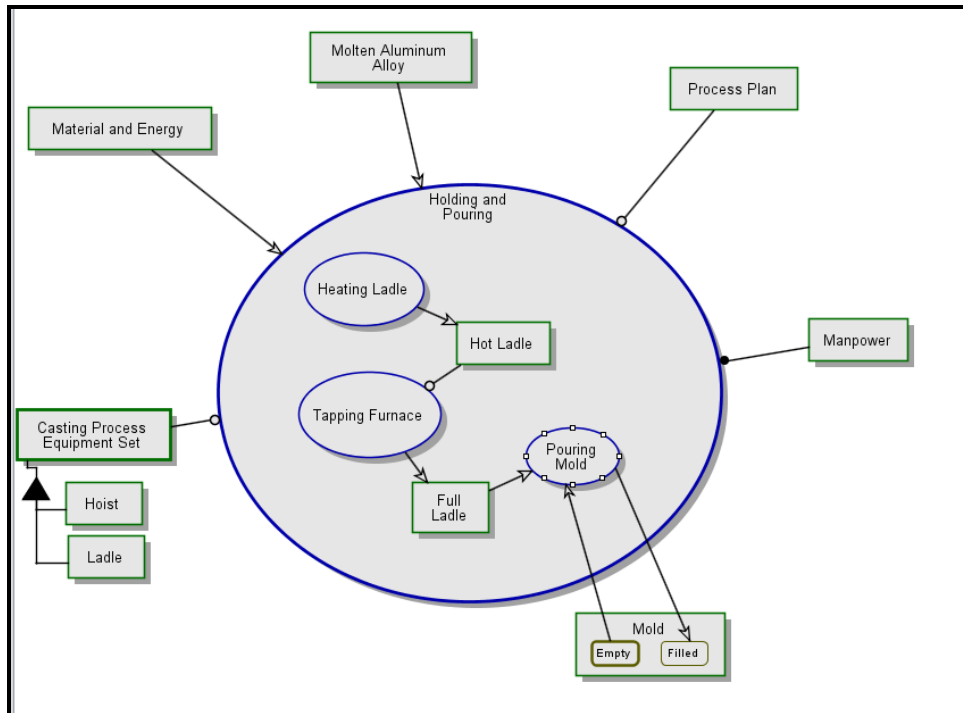 Molten Aluminum
Alloy
Process Plan
Material and Energy
Holding and
Pouring
Heating Ladle
Hot Ladle
Manpower
Tapping Furnace
Casting Process
Equipment Set
Pouring
Mold
Hoist
Full
Ladle
Ladle
Mold
Empty
Filled